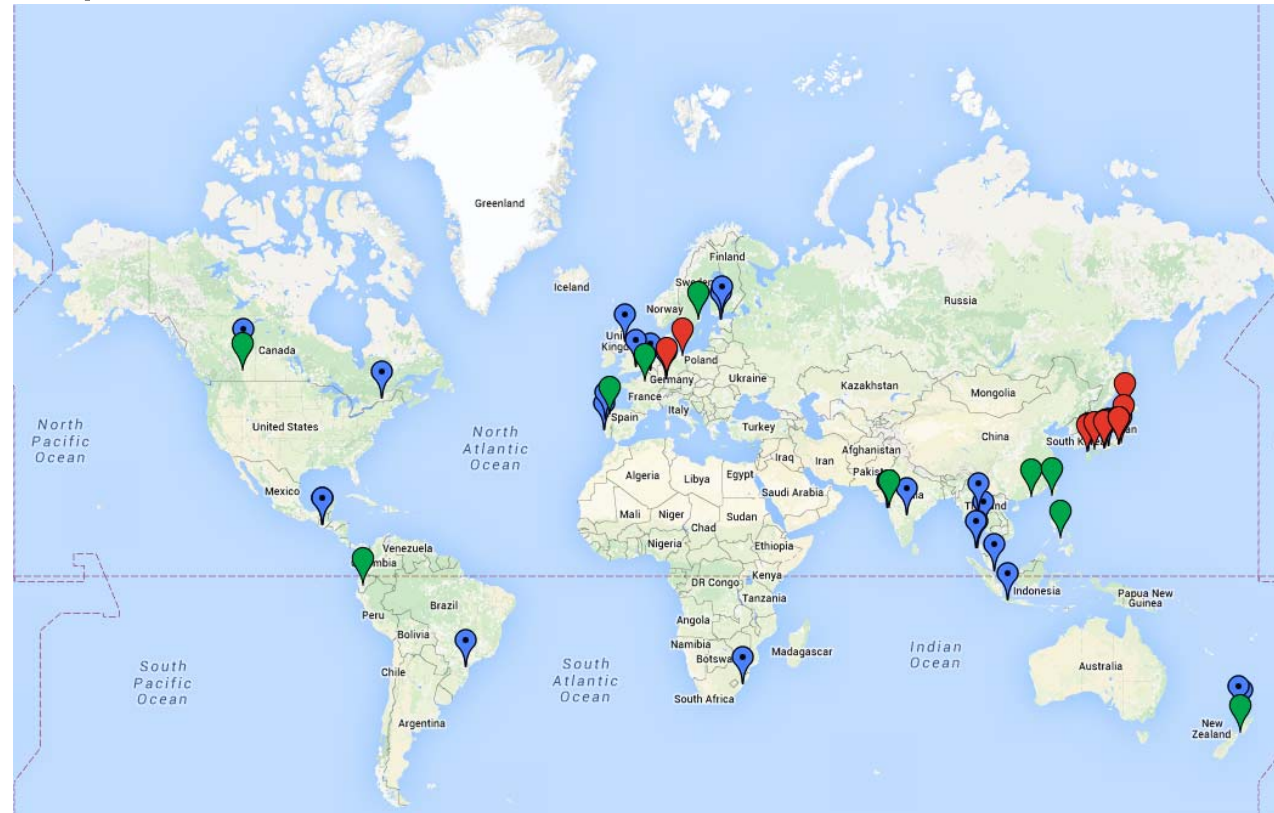 Greenland
Finland
Iceland
Norway
Russia
Canada
Poland
Germany
Ukraine
France
Kazakhstan
Mongolia
North
Pacific
Ocean
United States
North
Atlantic
Ocean
Spain
Italy
Turkey
China
Iraq
Iran
Afghanistan
Algeria
Libya
Egypt
Saudi Arabia
Mexico
Mali
Niger
Chad
Sudan
Nigeria
Ethiopia
Venezuela
DR Congo
Kenya
Tanzania
Indonesia
Papua New
Guinea
Brazil
Peru
Bolivia
Angola
Namibia
Madagascar
South
Pacific
Ocean
Chile
South
Atlantic
Ocean
Indian
Ocean
Australia
South Africa
Argentina
New
Zealand